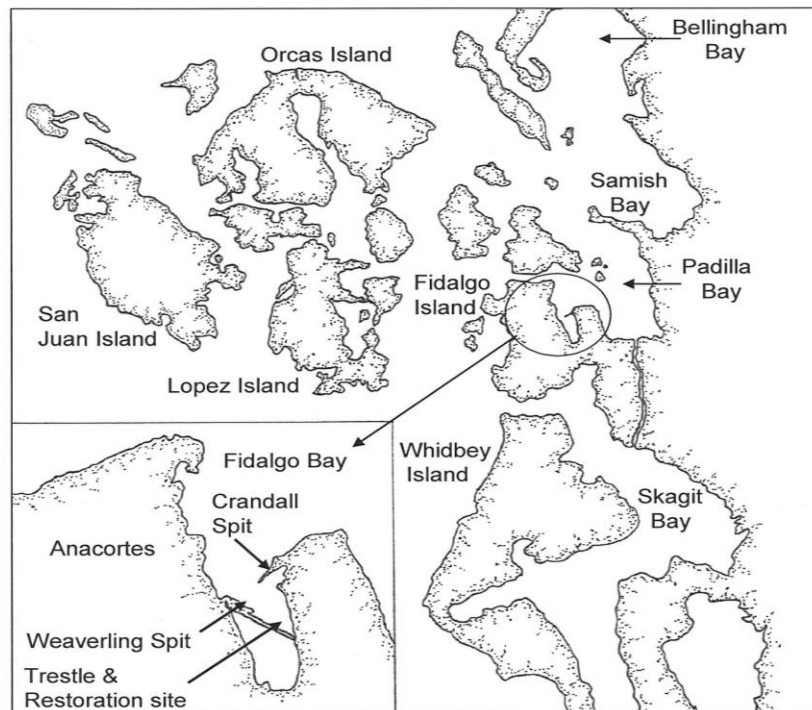 Bellingham
Bay
Orcas Island
Samish
Bay
Padilla
Bay
Fidalgo
Island
San
Juan Island
Lopez Island
Fidalgo Bay
Crandall
Spit
Anacortes
Weaverling Spit
Trestle &
Restoration site
Whidbey
Island
Skagit
Bay